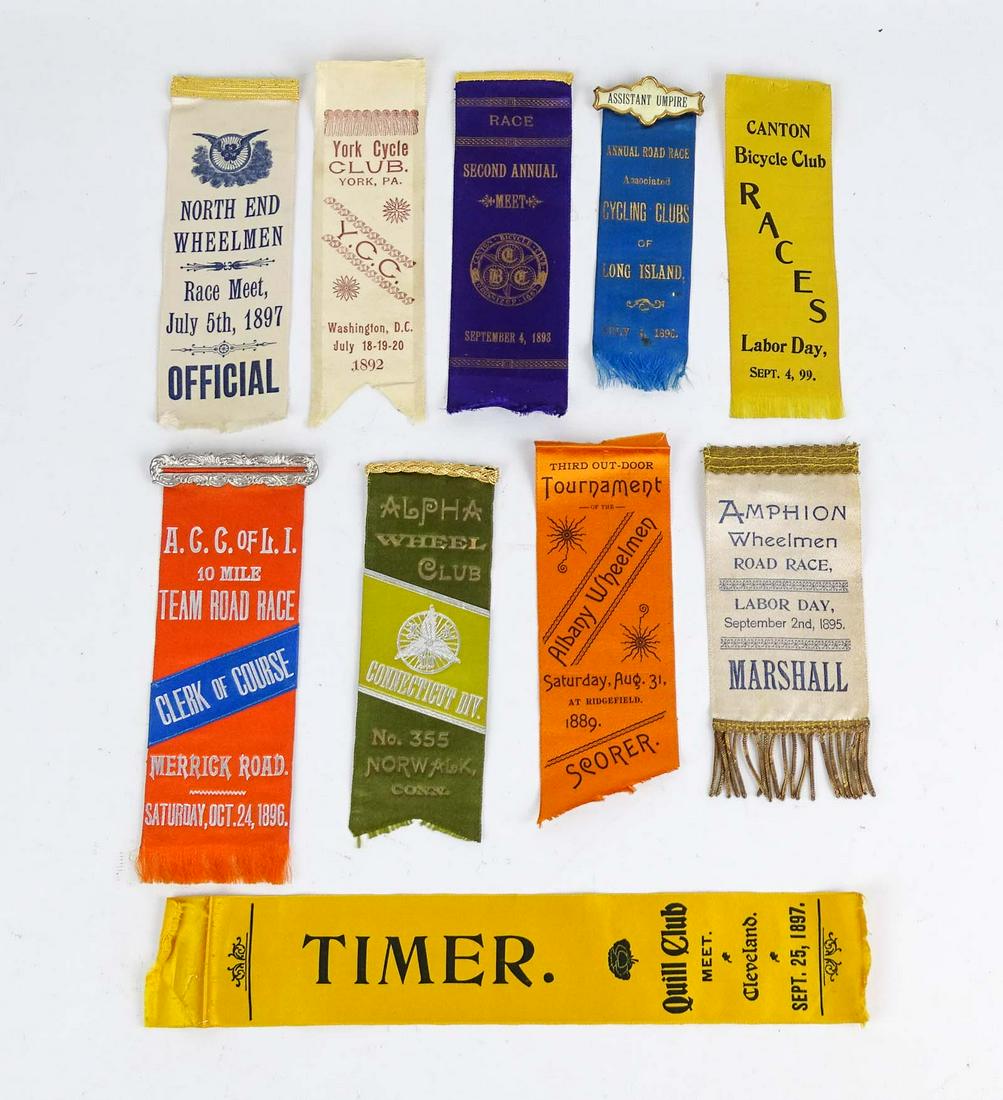 NORTH END
WHEELMEN
Race Meet,
July 5th, 1897
OFFICIAL
York Cycle
CLUB.
YORK, PA.
Y.C.C.
Washington, D.C.
July 18-19-20
1892
RACE
SECOND ANNUAL
MEET
CANTON BICYCLE CLUB
C B C
SEPTEMBER 4, 1893
ASSISTANT UMPIRE
ANNUAL ROAD RACE
Associated
CYCLING CLUBS
OF
LONG ISLAND,
CANTON
Bicycle Club
RACES
Labor Day,
SEPT. 4, 99.
A.C.C. OF L.I.
10 MILE
TEAM ROAD RACE
CLERK OF COURSE
MERRICK ROAD.
SATURDAY, OCT. 24, 1896.
ALPHA
WHEEL
CLUB
CONNECTICUT DIV.
No. 355
NORWALK,
CONN.
THIRD OUT-DOOR
Tournament
OF THE
Albany Wheelmen
Saturday, Aug. 31,
AT RIDGEFIELD.
1889.
SCORER.
AMPHION
Wheelmen
ROAD RACE,
LABOR DAY,
September 2nd, 1895.
MARSHALL
TIMER.
Quill Club
MEET.
Cleveland.
SEPT. 25, 1897.